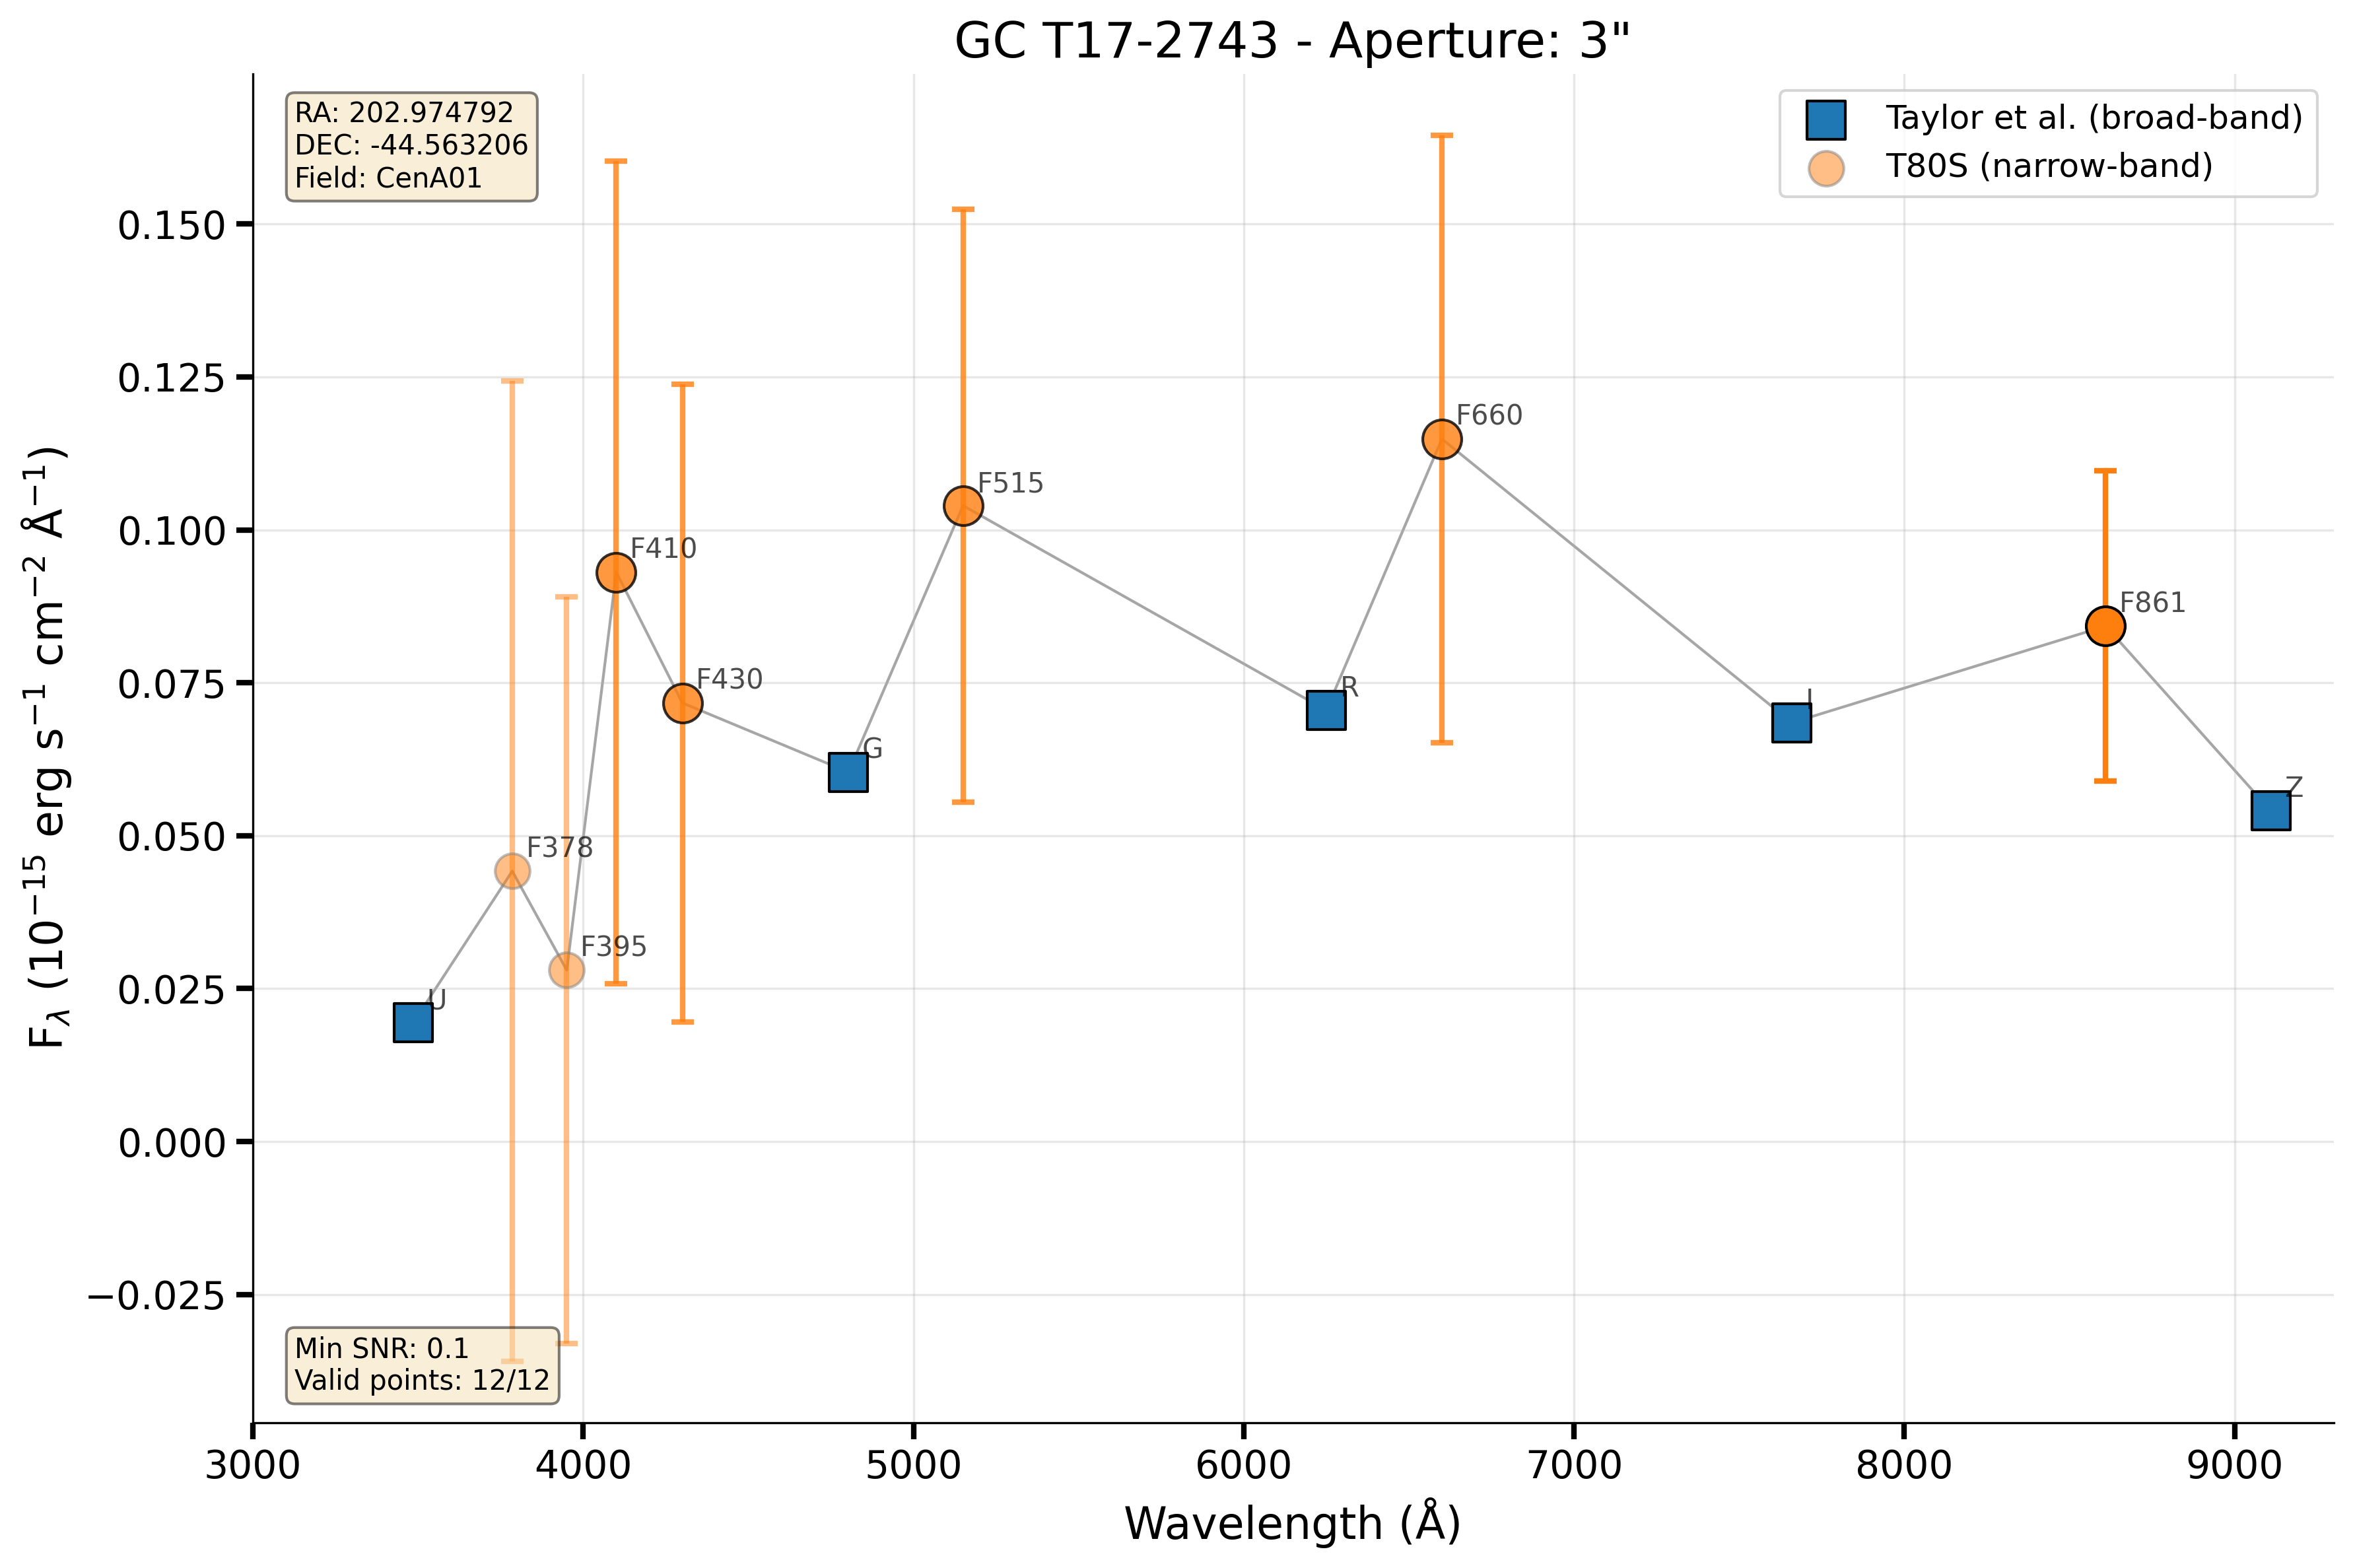 GC T17-2743 - Aperture: 3"
RA: 202.974792
DEC: -44.563206
Field: CenA01
Taylor et al. (broad-band)
T80S (narrow-band)
F660
F515
F410
F861
F430
R
I
G
Z
F378
F395
U
Min SNR: 0.1
Valid points: 12/12
0.150
0.125
0.100
0.075
0.050
0.025
0.000
−0.025
F_λ (10⁻¹⁵ erg s⁻¹ cm⁻² Å⁻¹)
3000 4000 5000 6000 7000 8000 9000
Wavelength (Å)